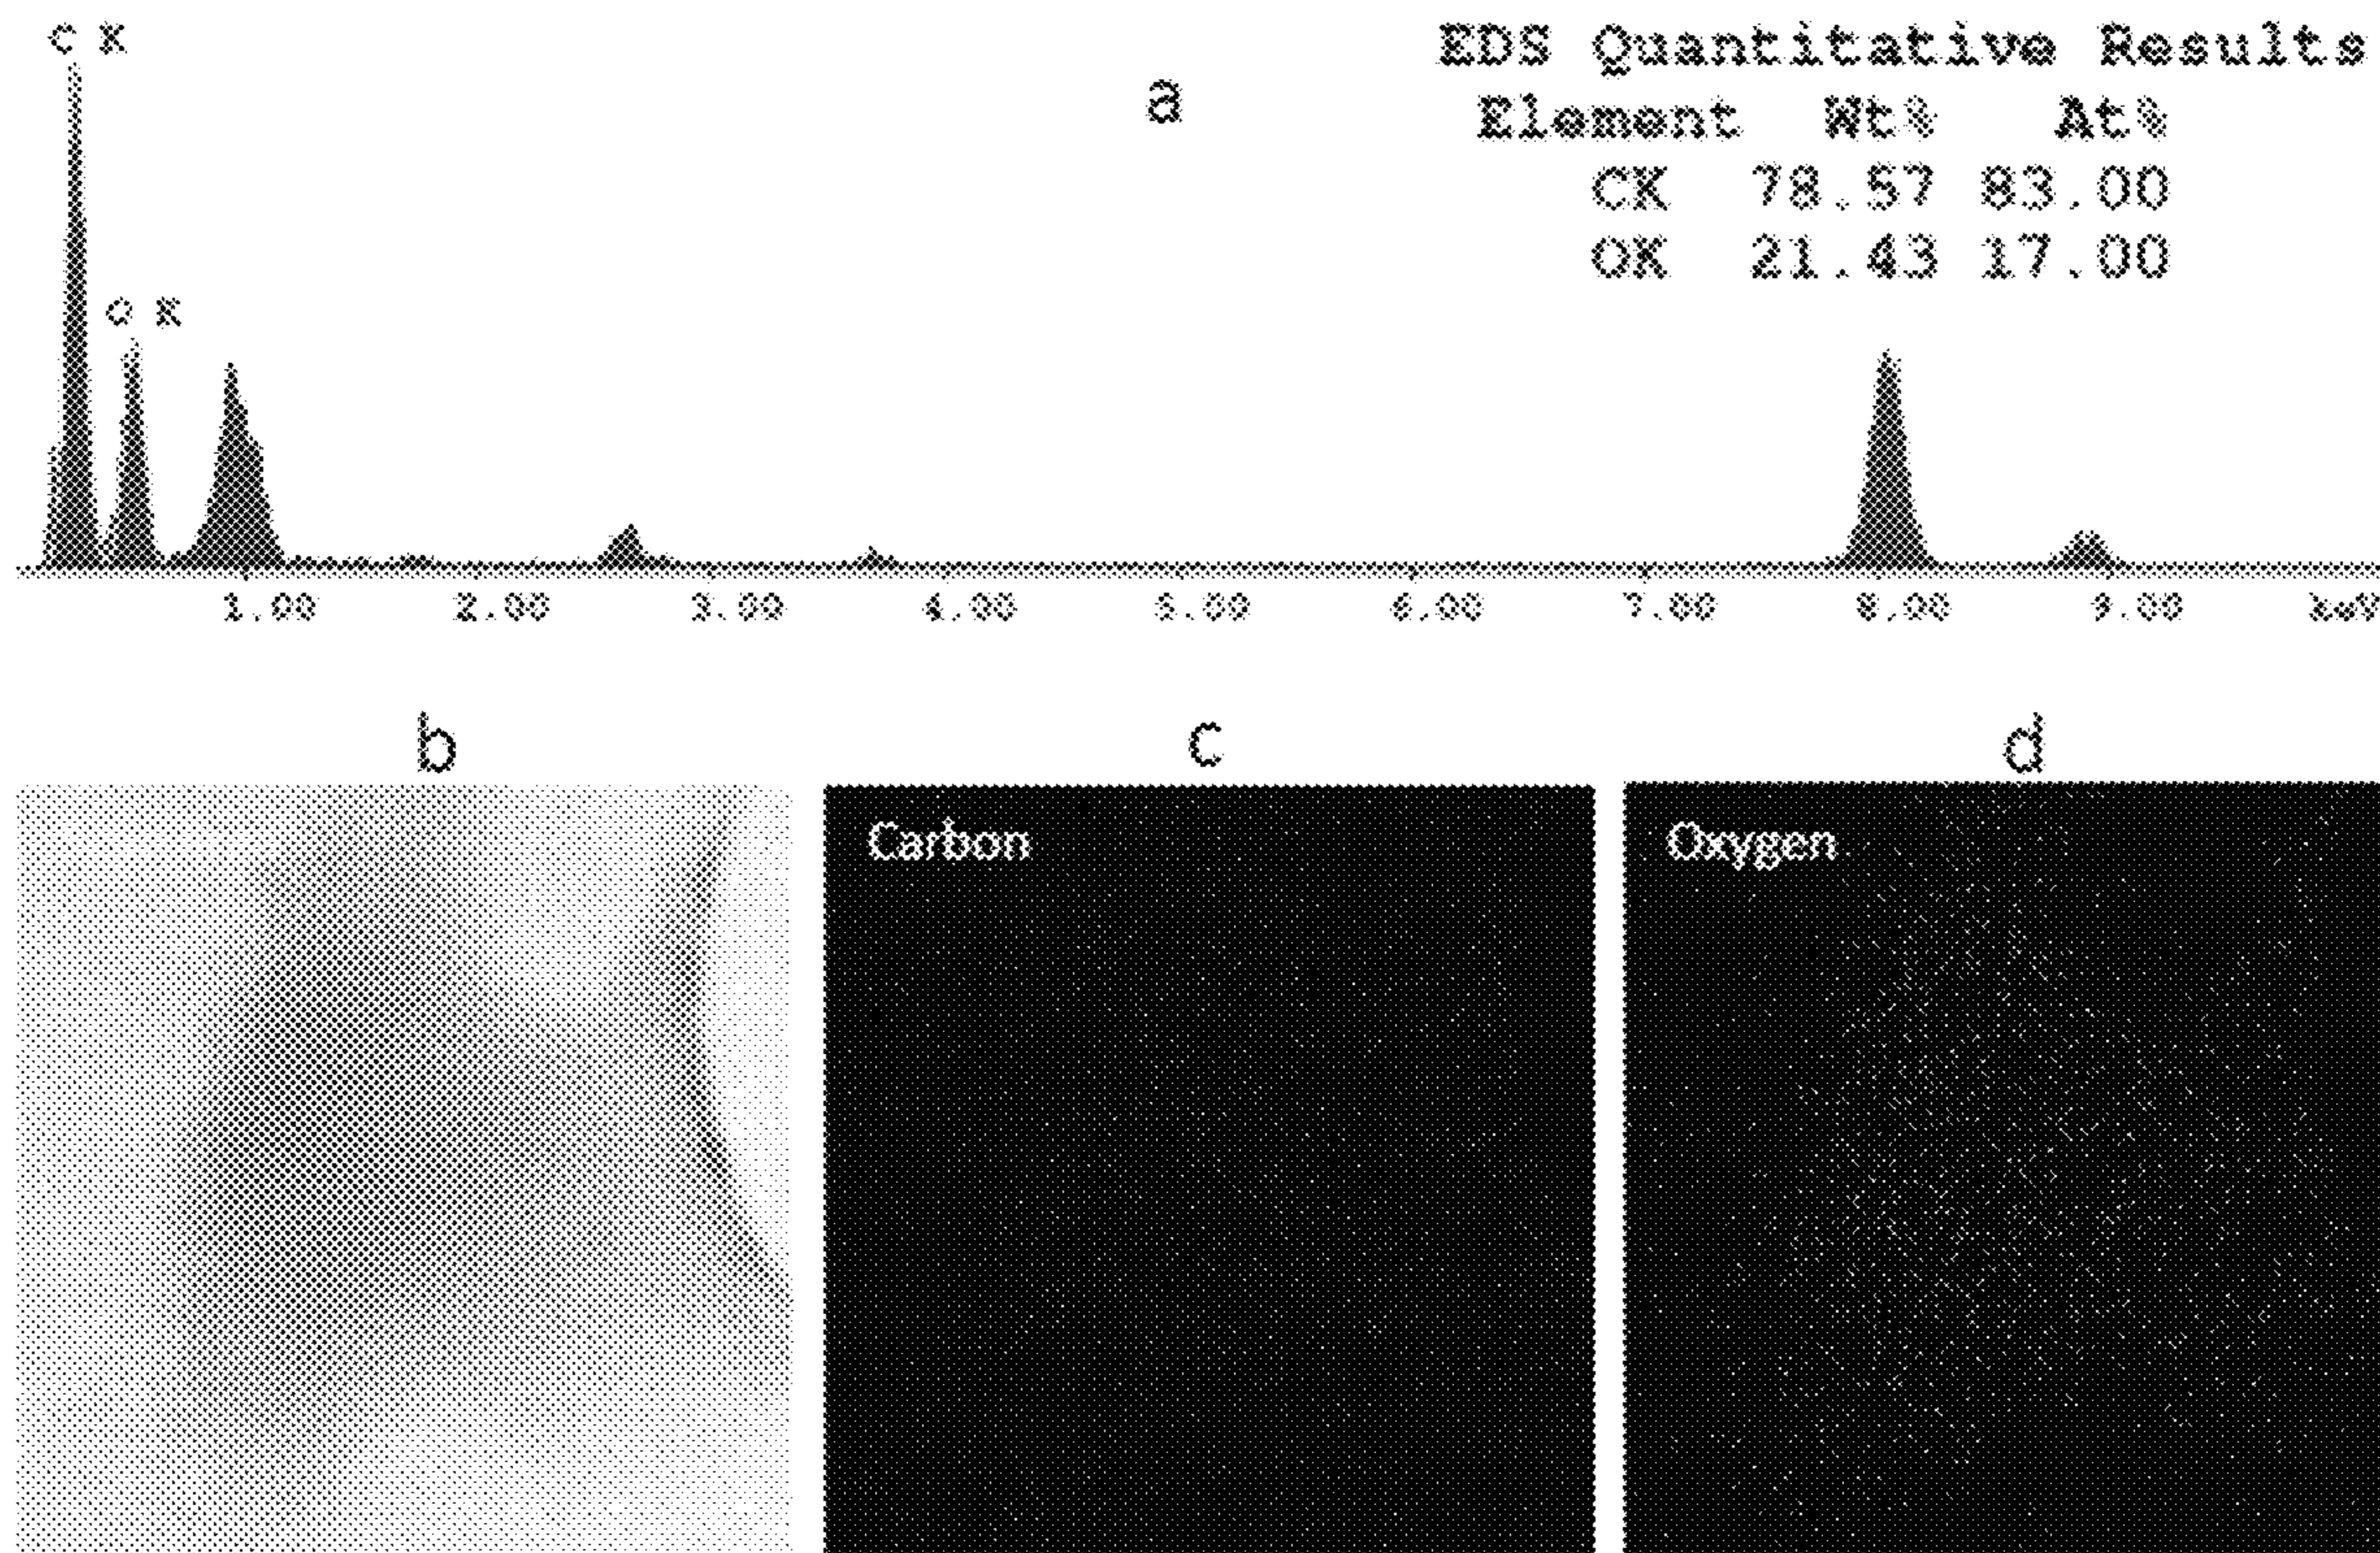 C K
a
EDS Quantitative Results
Element Wt% At%
CK 78.57 83.00
OK 21.43 17.00
O K
1.00 2.00 3.00 4.00 5.00 6.00 7.00 8.00 9.00 keV
b c d
Carbon
Oxygen